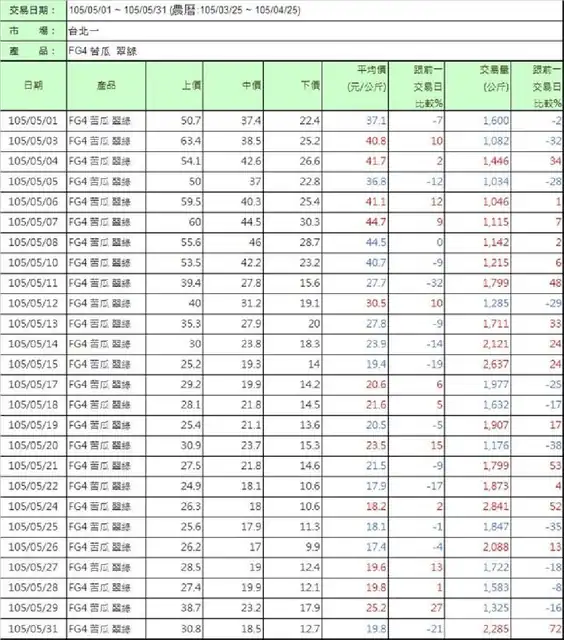 交易日期： 105/05/01 ~ 105/05/31 (農曆:105/03/25 ~ 105/04/25)
市 場： 台北一
產 品： FG4 苦瓜 翠綠
日期 產品 上價 中價 下價 平均價(元/公斤) 跟前一交易日比較% 交易量(公斤) 跟前一交易日比較%
105/05/01 FG4 苦瓜 翠綠 50.7 37.4 22.4 37.1 -7 1,600 -2
105/05/03 FG4 苦瓜 翠綠 63.4 38.5 25.2 40.8 10 1,082 -32
105/05/04 FG4 苦瓜 翠綠 54.1 42.6 26.6 41.7 2 1,446 34
105/05/05 FG4 苦瓜 翠綠 50 37 22.8 36.8 -12 1,034 -28
105/05/06 FG4 苦瓜 翠綠 59.5 40.3 25.4 41.1 12 1,046 1
105/05/07 FG4 苦瓜 翠綠 60 44.5 30.3 44.7 9 1,115 7
105/05/08 FG4 苦瓜 翠綠 55.6 46 28.7 44.5 0 1,142 2
105/05/10 FG4 苦瓜 翠綠 53.5 42.2 23.2 40.7 -9 1,215 6
105/05/11 FG4 苦瓜 翠綠 39.4 27.8 15.6 27.7 -32 1,799 48
105/05/12 FG4 苦瓜 翠綠 40 31.2 19.1 30.5 10 1,285 -29
105/05/13 FG4 苦瓜 翠綠 35.3 27.9 20 27.8 -9 1,711 33
105/05/14 FG4 苦瓜 翠綠 30 23.8 18.3 23.9 -14 2,121 24
105/05/15 FG4 苦瓜 翠綠 25.2 19.3 14 19.4 -19 2,637 24
105/05/17 FG4 苦瓜 翠綠 29.2 19.9 14.2 20.6 6 1,977 -25
105/05/18 FG4 苦瓜 翠綠 28.1 21.8 14.5 21.6 5 1,632 -17
105/05/19 FG4 苦瓜 翠綠 25.4 21.1 13.6 20.5 -5 1,907 17
105/05/20 FG4 苦瓜 翠綠 30.9 23.7 15.3 23.5 15 1,176 -38
105/05/21 FG4 苦瓜 翠綠 27.5 21.8 14.6 21.5 -9 1,799 53
105/05/22 FG4 苦瓜 翠綠 24.9 18.1 10.6 17.9 -17 1,873 4
105/05/24 FG4 苦瓜 翠綠 26.3 18 10.6 18.2 2 2,841 52
105/05/25 FG4 苦瓜 翠綠 25.6 17.9 11.3 18.1 -1 1,847 -35
105/05/26 FG4 苦瓜 翠綠 26.2 17 9.9 17.4 -4 2,088 13
105/05/27 FG4 苦瓜 翠綠 28.5 19 12.4 19.6 13 1,722 -18
105/05/28 FG4 苦瓜 翠綠 27.4 19.9 12.1 19.8 1 1,583 -8
105/05/29 FG4 苦瓜 翠綠 38.7 23.2 17.9 25.2 27 1,325 -16
105/05/31 FG4 苦瓜 翠綠 30.8 18.5 12.7 19.8 -21 2,285 72